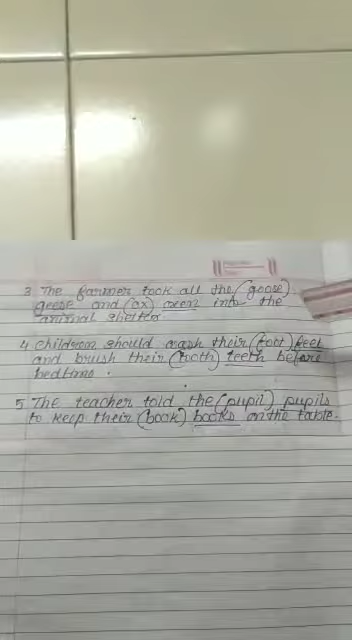 3 The farmer took all the (goose)
geese and (ox) oxen into the
animal shelter.
4 children should wash their (foot) feet
and brush their (tooth) teeth before
bedtime.
5 The teacher told the (pupil) pupils
to keep their (book) books on the table.